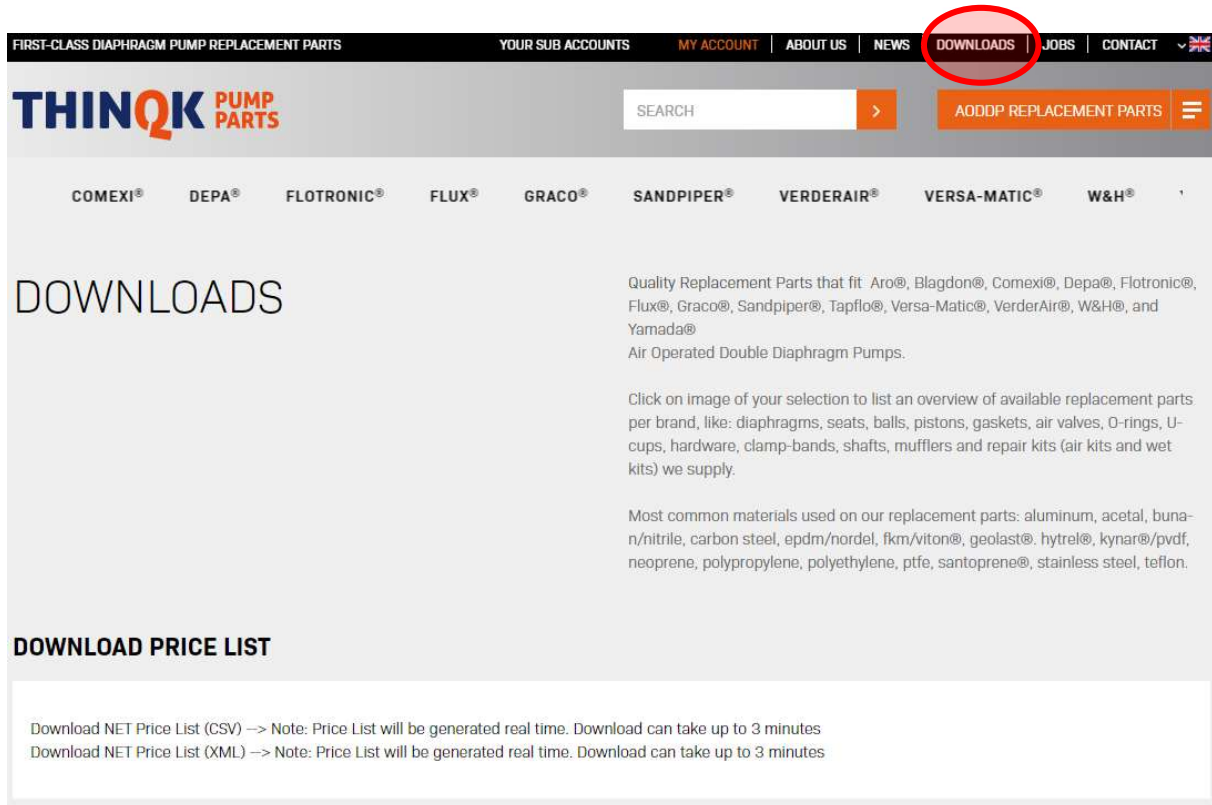 FIRST-CLASS DIAPHRAGM PUMP REPLACEMENT PARTS YOUR SUB ACCOUNTS MY ACCOUNT | ABOUT US | NEWS DOWNLOADS | JOBS | CONTACT
THINQK PUMP PARTS
SEARCH > AODDP REPLACEMENT PARTS
COMEXI® DEPA® FLOTRONIC® FLUX® GRACO® SANDPIPER® VERDERAIR® VERSA-MATIC® W&H®
DOWNLOADS
Quality Replacement Parts that fit Aro®, Blagdon®, Comexi®, Depa®, Flotronic®,
Flux®, Graco®, Sandpiper®, Tapflo®, Versa-Matic®, VerderAir®, W&H®, and
Yamada®
Air Operated Double Diaphragm Pumps.
Click on image of your selection to list an overview of available replacement parts
per brand, like: diaphragms, seats, balls, pistons, gaskets, air valves, O-rings, U-
cups, hardware, clamp-bands, shafts, mufflers and repair kits (air kits and wet
kits) we supply.
Most common materials used on our replacement parts: aluminum, acetal, buna-
n/nitrile, carbon steel, epdm/nordel, fkm/viton®, geolast®. hytrel®, kynar®/pvdf,
neoprene, polypropylene, polyethylene, ptfe, santoprene®, stainless steel, teflon.
DOWNLOAD PRICE LIST
Download NET Price List (CSV) —> Note: Price List will be generated real time. Download can take up to 3 minutes
Download NET Price List (XML) —> Note: Price List will be generated real time. Download can take up to 3 minutes